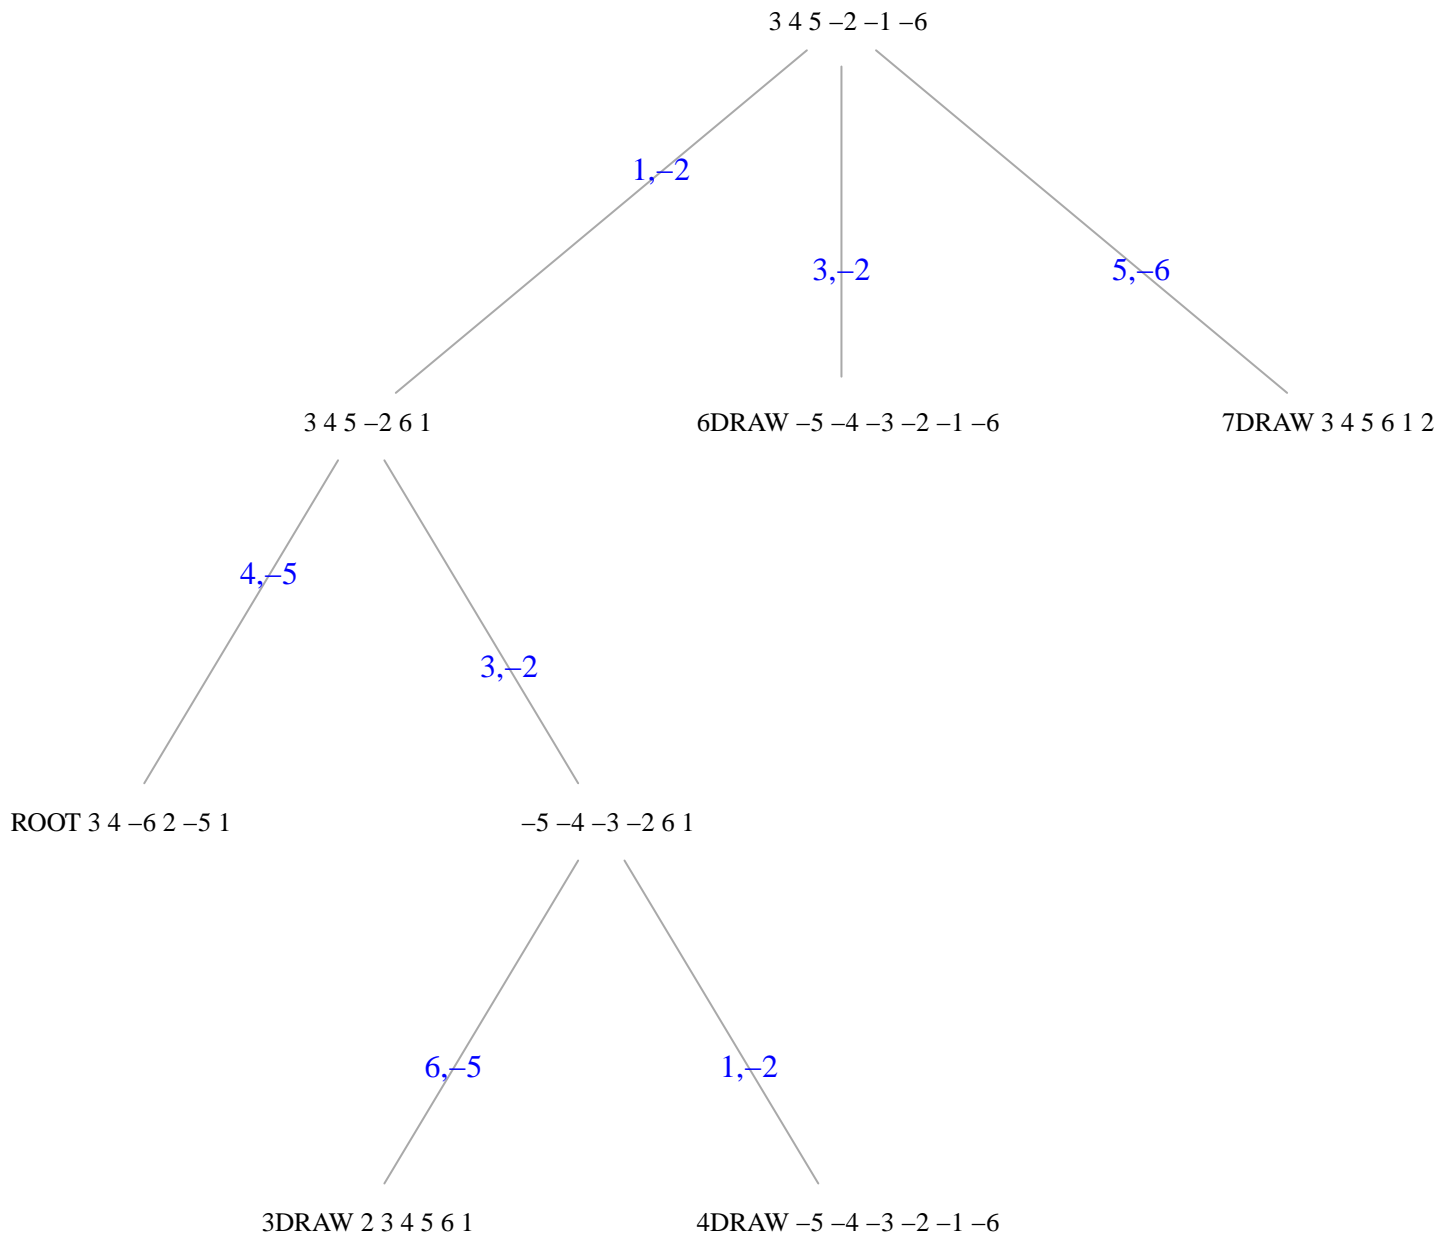 3 4 5 –2 –1 –6
1,–2
3,–2
5,–6
3 4 5 –2 6 1
6DRAW –5 –4 –3 –2 –1 –6
7DRAW 3 4 5 6 1 2
4,–5
3,–2
ROOT 3 4 –6 2 –5 1
–5 –4 –3 –2 6 1
6,–5
1,–2
3DRAW 2 3 4 5 6 1
4DRAW –5 –4 –3 –2 –1 –6